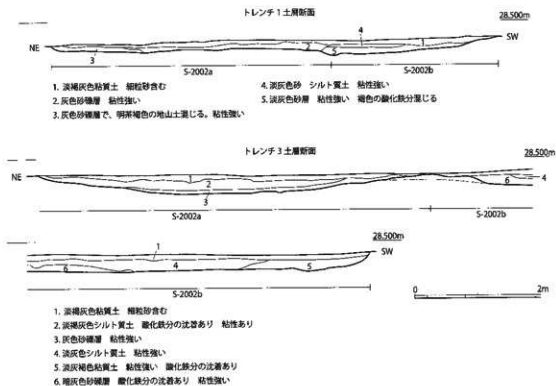 トレンチ1土層断面
28.500m
NE
SW
4
2
1
3
5
S-2002a
S-2002b
1. 淡褐灰色粘質土 細粒砂含む
2. 灰色砂礫層 粘性強い
3. 灰色砂礫層で、明茶褐色の地山土混じる。粘性強い
4. 淡灰色砂 シルト質土 粘性強い
5. 淡灰色砂層 粘性強い 褐色の酸化鉄分混じる
トレンチ3土層断面
28.500m
NE
1
2
3
4
6
S-2002a
S-2002b
28.500m
SW
1
6
4
5
S-2002b
0
2m
1. 淡褐灰色粘質土 細粒砂含む
2. 淡褐灰色シルト質土 酸化鉄分の沈着あり 粘性あり
3. 灰色砂礫層 粘性強い
4. 淡灰色シルト質土 粘性強い
5. 淡灰褐色粘質土 粘性強い 酸化鉄分の沈着あり
6. 暗灰色砂礫層 酸化鉄分の沈着あり 粘性強い